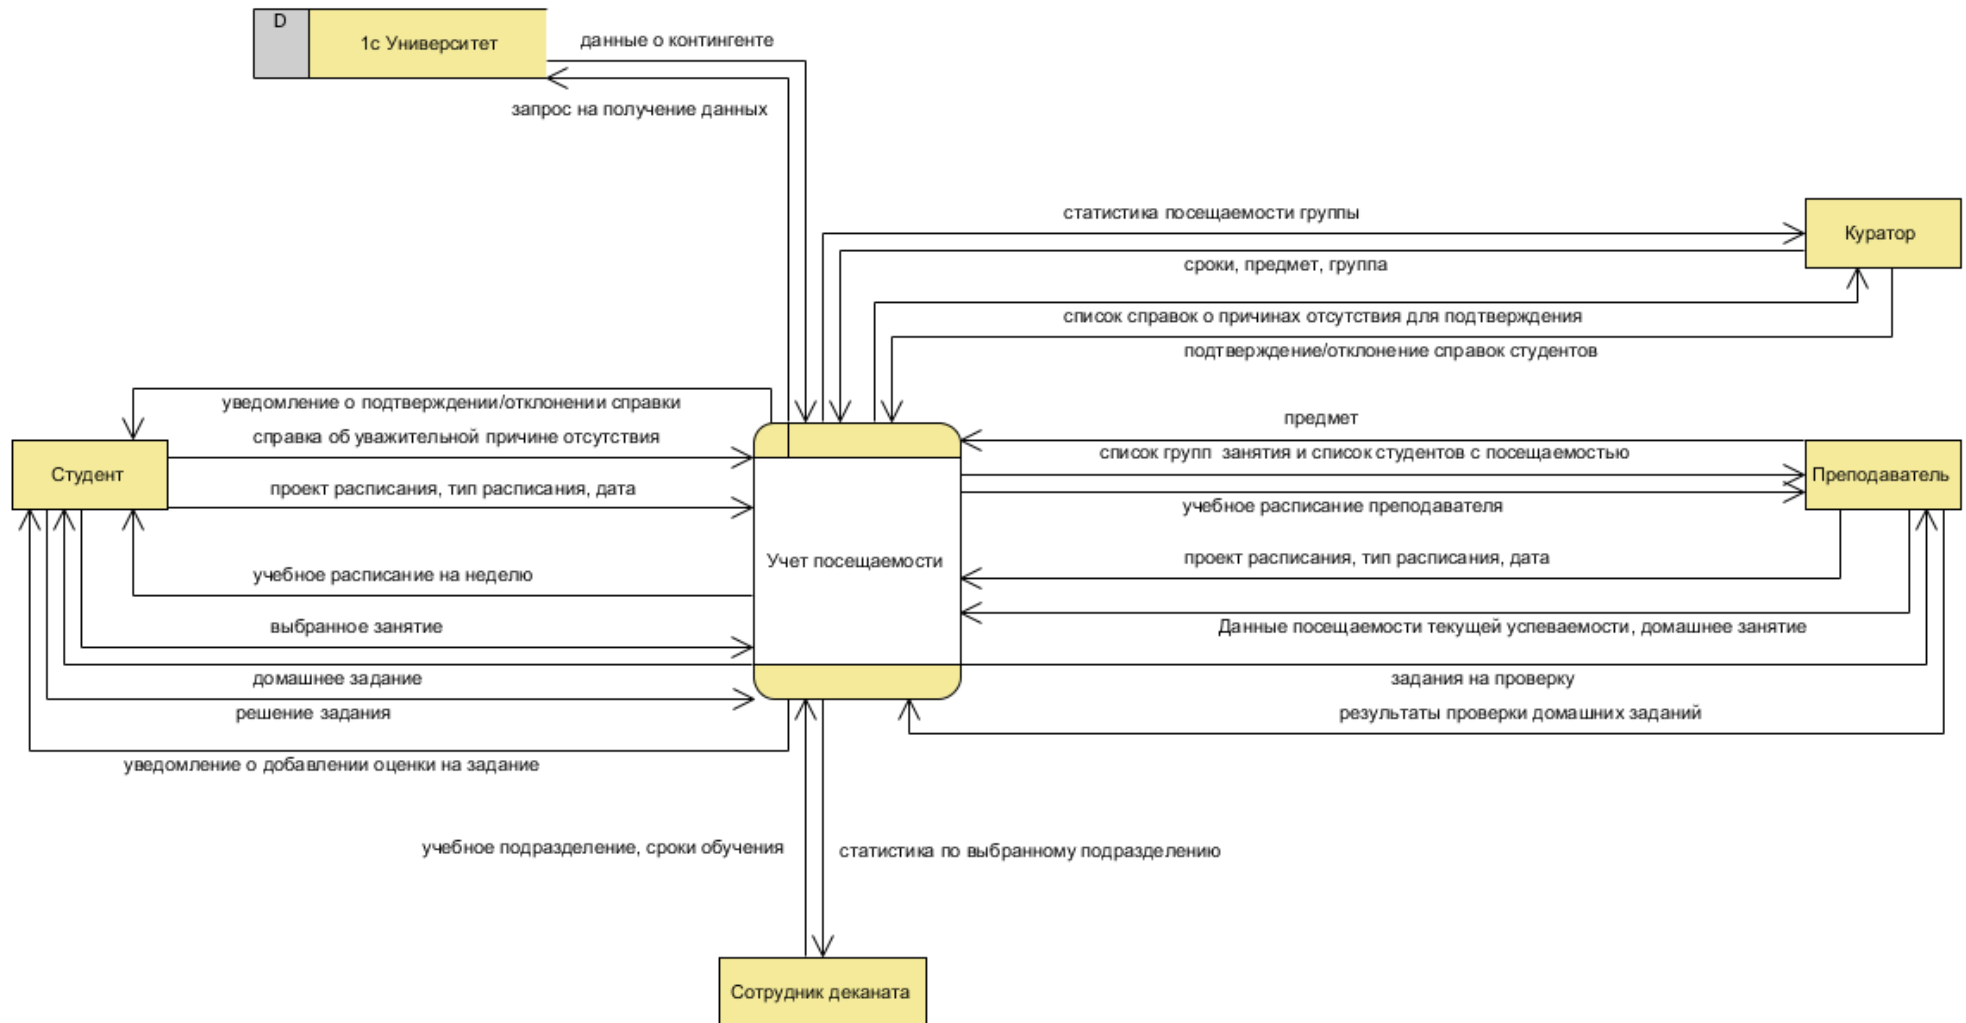 D
1с Университет
данные о контингенте
запрос на получение данных
статистика посещаемости группы
Куратор
сроки, предмет, группа
список справок о причинах отсутствия для подтверждения
подтверждение/отклонение справок студентов
уведомление о подтверждении/отклонении справки
справка об уважительной причине отсутствия
Студент
проект расписания, тип расписания, дата
учебное расписание на неделю
выбранное занятие
домашнее задание
решение задания
уведомление о добавлении оценки на задание
Учет посещаемости
предмет
список групп занятия и список студентов с посещаемостью
Преподаватель
учебное расписание преподавателя
проект расписания, тип расписания, дата
Данные посещаемости текущей успеваемости, домашнее занятие
задания на проверку
результаты проверки домашних заданий
учебное подразделение, сроки обучения
статистика по выбранному подразделению
Сотрудник деканата